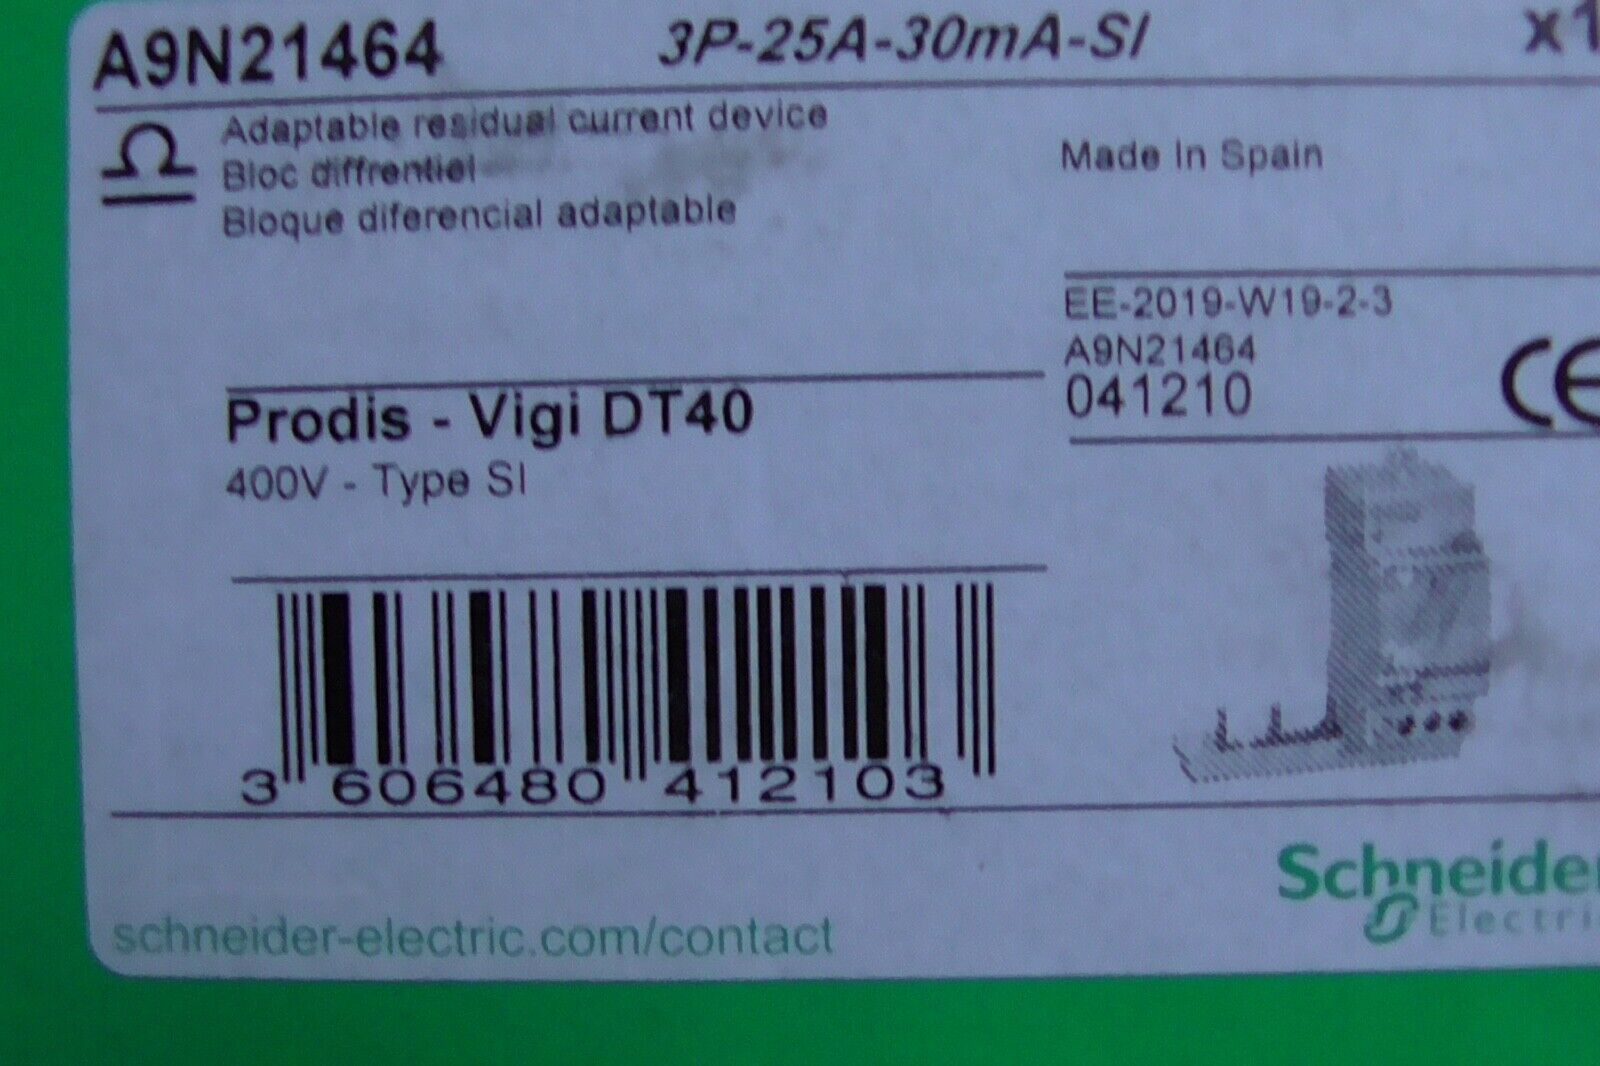 A9N21464 3P-25A-30mA-SI x1
Adaptable residual current device
Bloc diffrentiel
Bloque diferencial adaptable
Made In Spain
EE-2019-W19-2-3
A9N21464
041210
CE
Prodis - Vigi DT40
400V - Type SI
3 606480 412103
Schneider
Electric
schneider-electric.com/contact